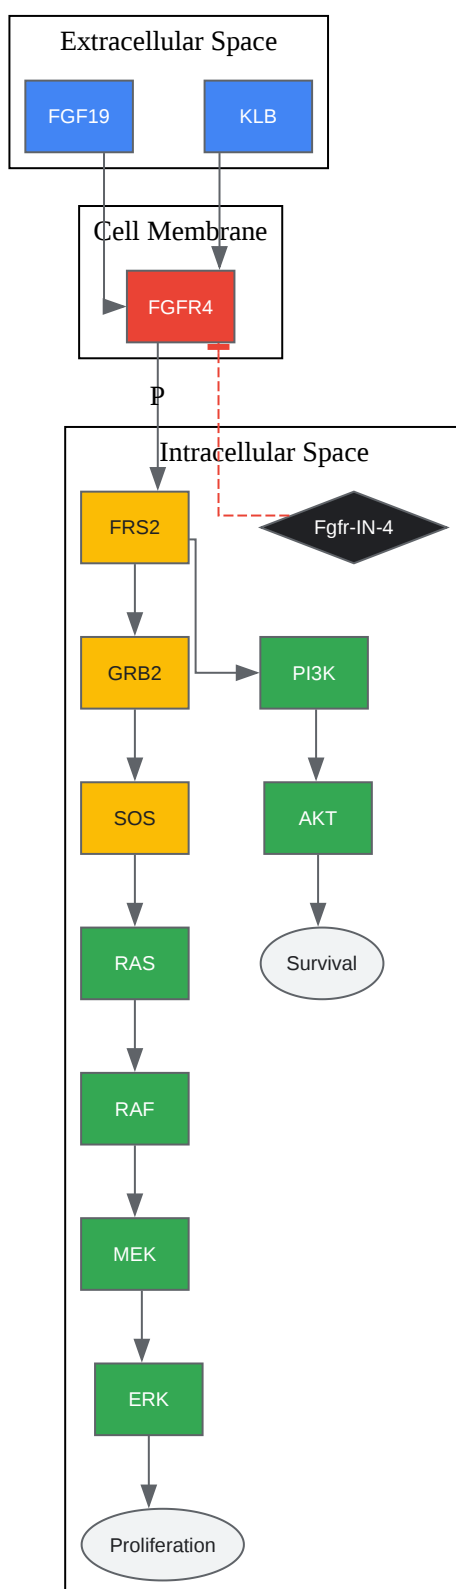 Extracellular Space
FGF19
KLB
Cell Membrane
FGFR4
P
Intracellular Space
FRS2
Fgfr-IN-4
GRB2
PI3K
SOS
AKT
RAS
Survival
RAF
MEK
ERK
Proliferation